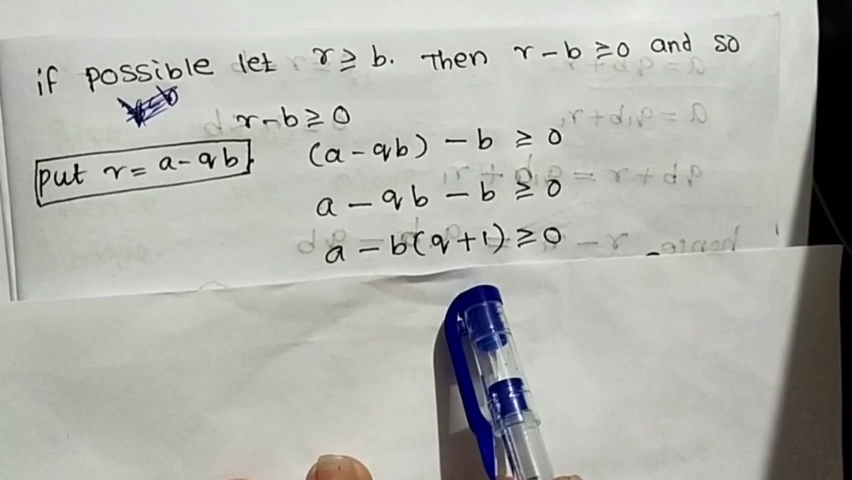 if possible let r ≥ b. Then r - b ≥ 0 and so
r - b ≥ 0
put r = a - qb} (a - qb) - b ≥ 0
a - qb - b ≥ 0
a - b(q + 1) ≥ 0